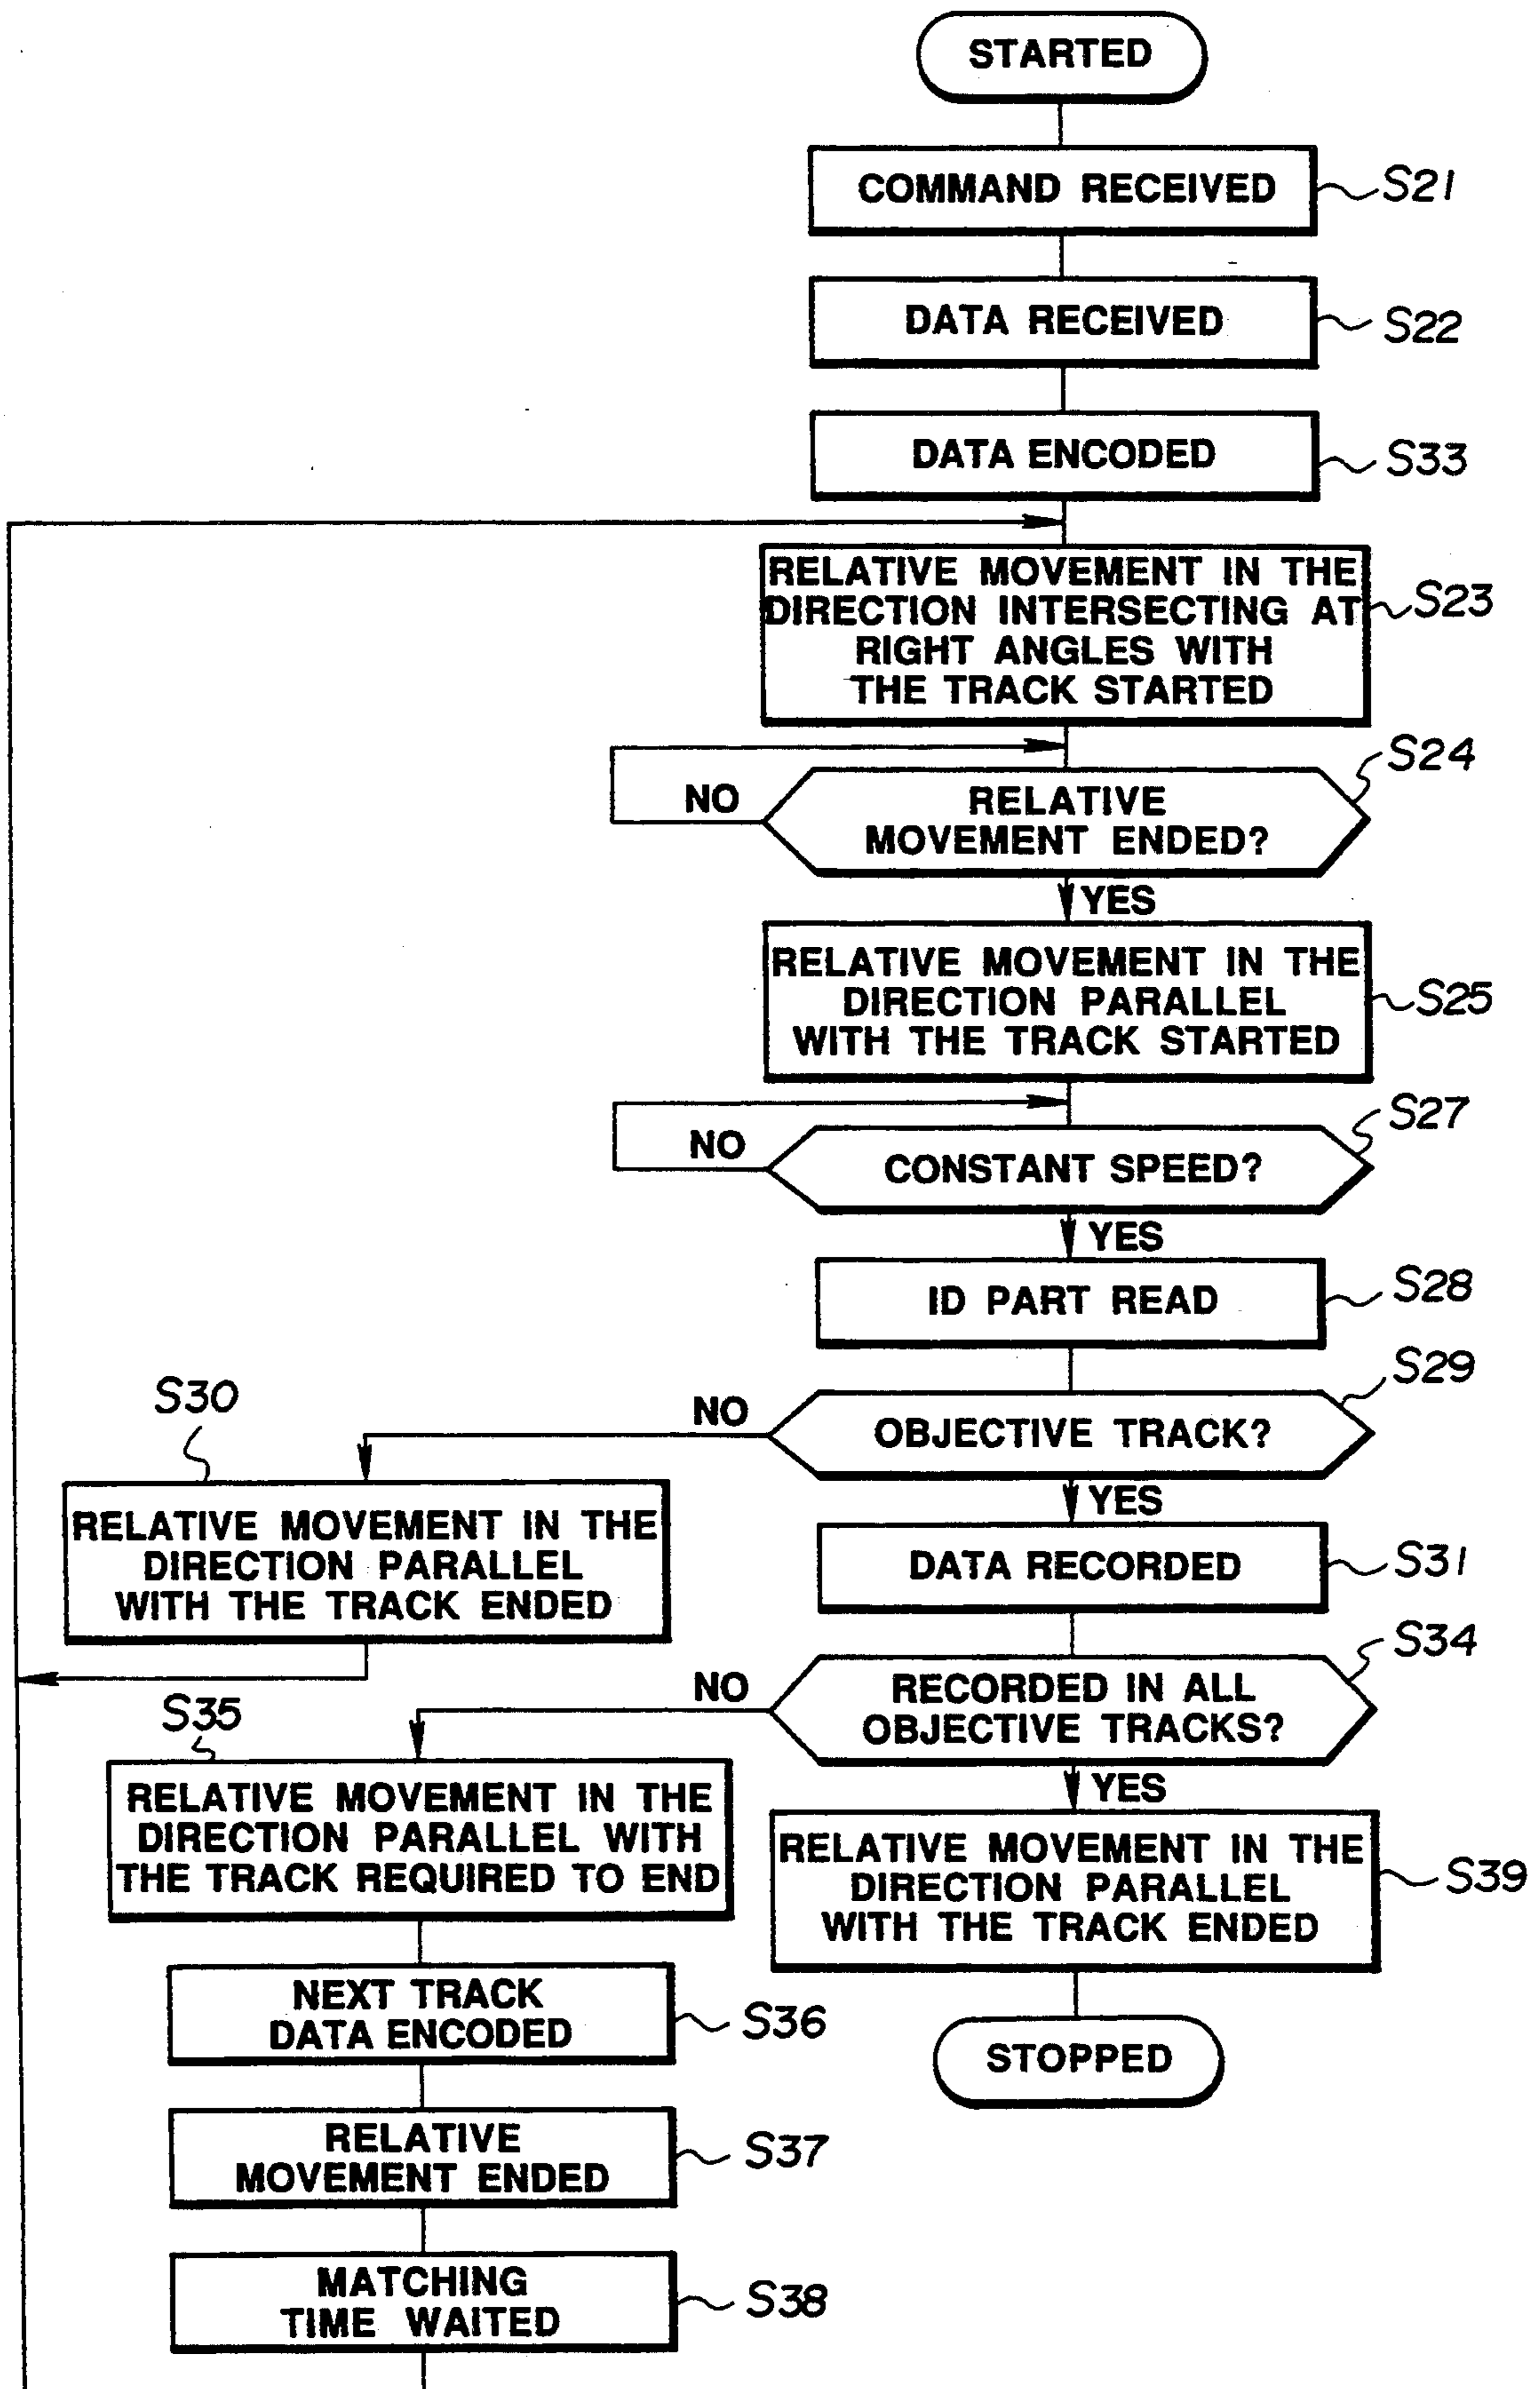 STARTED
COMMAND RECEIVED
S21
DATA RECEIVED
S22
DATA ENCODED
S33
RELATIVE MOVEMENT IN THE
DIRECTION INTERSECTING AT
RIGHT ANGLES WITH
THE TRACK STARTED
S23
S24
NO
RELATIVE
MOVEMENT ENDED?
YES
RELATIVE MOVEMENT IN THE
DIRECTION PARALLEL
WITH THE TRACK STARTED
S25
S27
NO
CONSTANT SPEED?
YES
ID PART READ
S28
S29
NO
OBJECTIVE TRACK?
YES
S30
RELATIVE MOVEMENT IN THE
DIRECTION PARALLEL
WITH THE TRACK ENDED
DATA RECORDED
S31
S34
NO
RECORDED IN ALL
OBJECTIVE TRACKS?
YES
S35
RELATIVE MOVEMENT IN THE
DIRECTION PARALLEL WITH
THE TRACK REQUIRED TO END
RELATIVE MOVEMENT IN THE
DIRECTION PARALLEL
WITH THE TRACK ENDED
S39
NEXT TRACK
DATA ENCODED
S36
STOPPED
RELATIVE
MOVEMENT ENDED
S37
MATCHING
TIME WAITED
S38